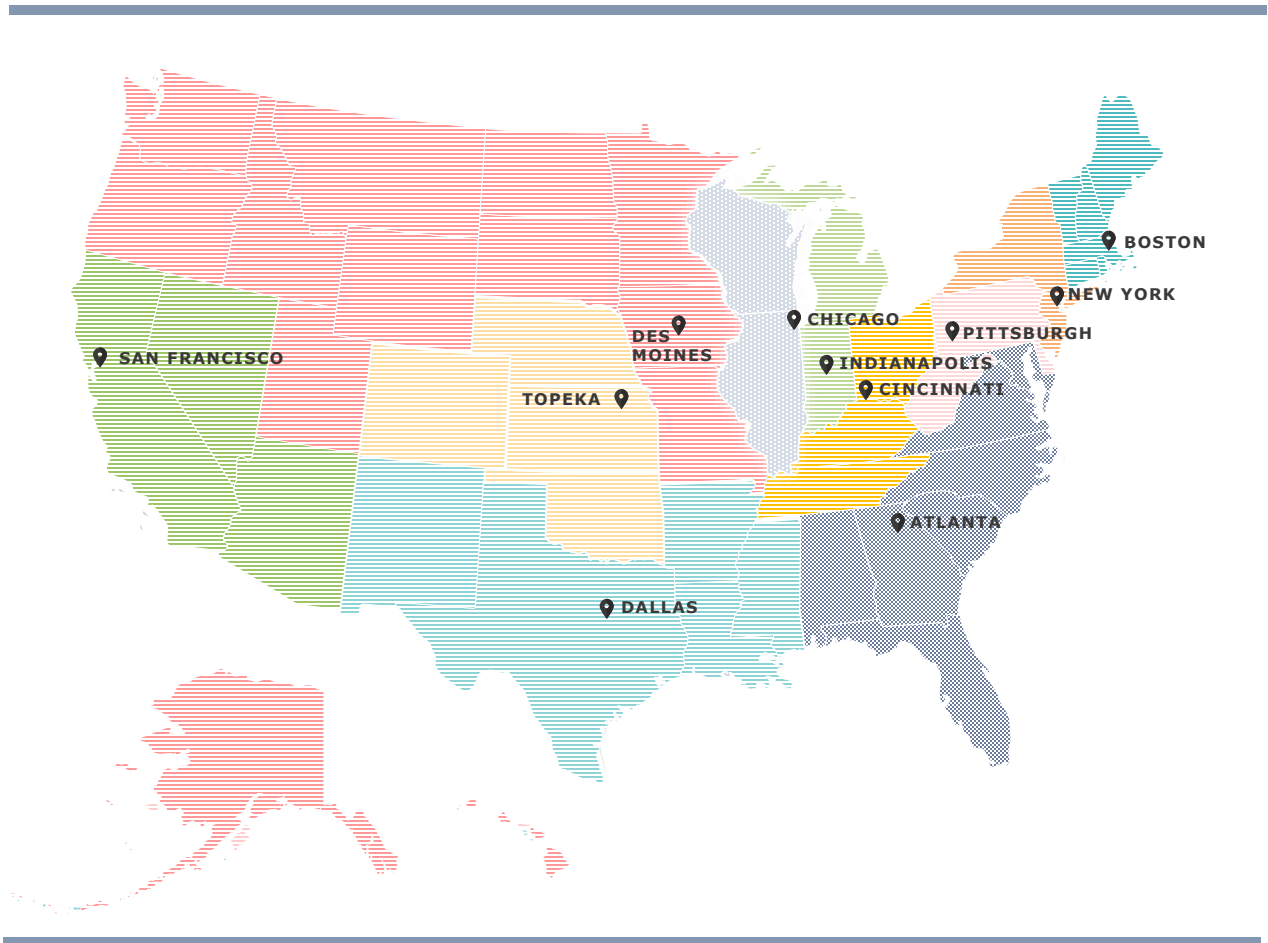 BOSTON
NEW YORK
CHICAGO
PITTSBURGH
DES
MOINES
SAN FRANCISCO
INDIANAPOLIS
CINCINNATI
TOPEKA
ATLANTA
DALLAS